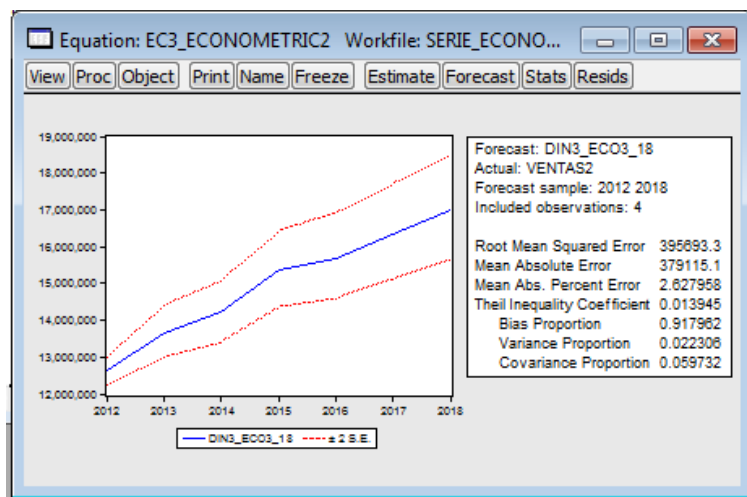 Equation: EC3_ECONOMETRIC2 Workfile: SERIE_ECONO...
View Proc Object Print Name Freeze Estimate Forecast Stats Resids
19,000,000
18,000,000
17,000,000
16,000,000
15,000,000
14,000,000
13,000,000
12,000,000
2012 2013 2014 2015 2016 2017 2018
DIN3_ECO3_18 ± 2 S.E.
Forecast: DIN3_ECO3_18
Actual: VENTAS2
Forecast sample: 2012 2018
Included observations: 4
Root Mean Squared Error 395693.3
Mean Absolute Error 379115.1
Mean Abs. Percent Error 2.627958
Theil Inequality Coefficient 0.013945
Bias Proportion 0.917962
Variance Proportion 0.022306
Covariance Proportion 0.059732